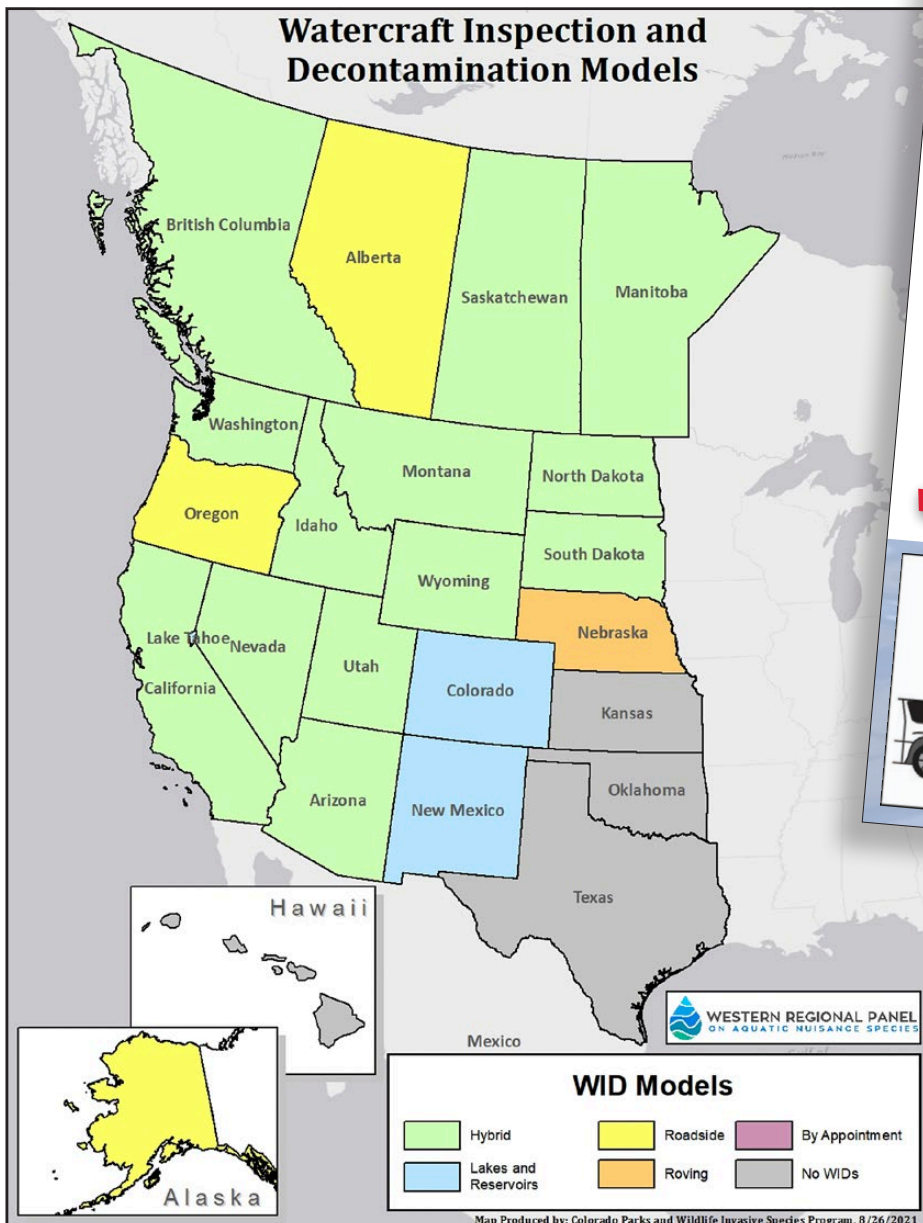 Watercraft Inspection and
Decontamination Models
British Columbia
Alberta
Saskatchewan
Manitoba
Washington
Montana
North Dakota
Oregon
Idaho
South Dakota
Wyoming
Nebraska
Lake Tahoe
Nevada
Utah
Colorado
California
Kansas
Arizona
New Mexico
Oklahoma
Texas
Hawaii
WESTERN REGIONAL PANEL
ON AQUATIC NUISANCE SPECIES
Mexico
Alaska
WID Models
Hybrid
Roadside
By Appointment
Lakes and
Reservoirs
Roving
No WIDs
Map Produced by: Colorado Parks and Wildlife Invasive Species Program, 8/26/2021